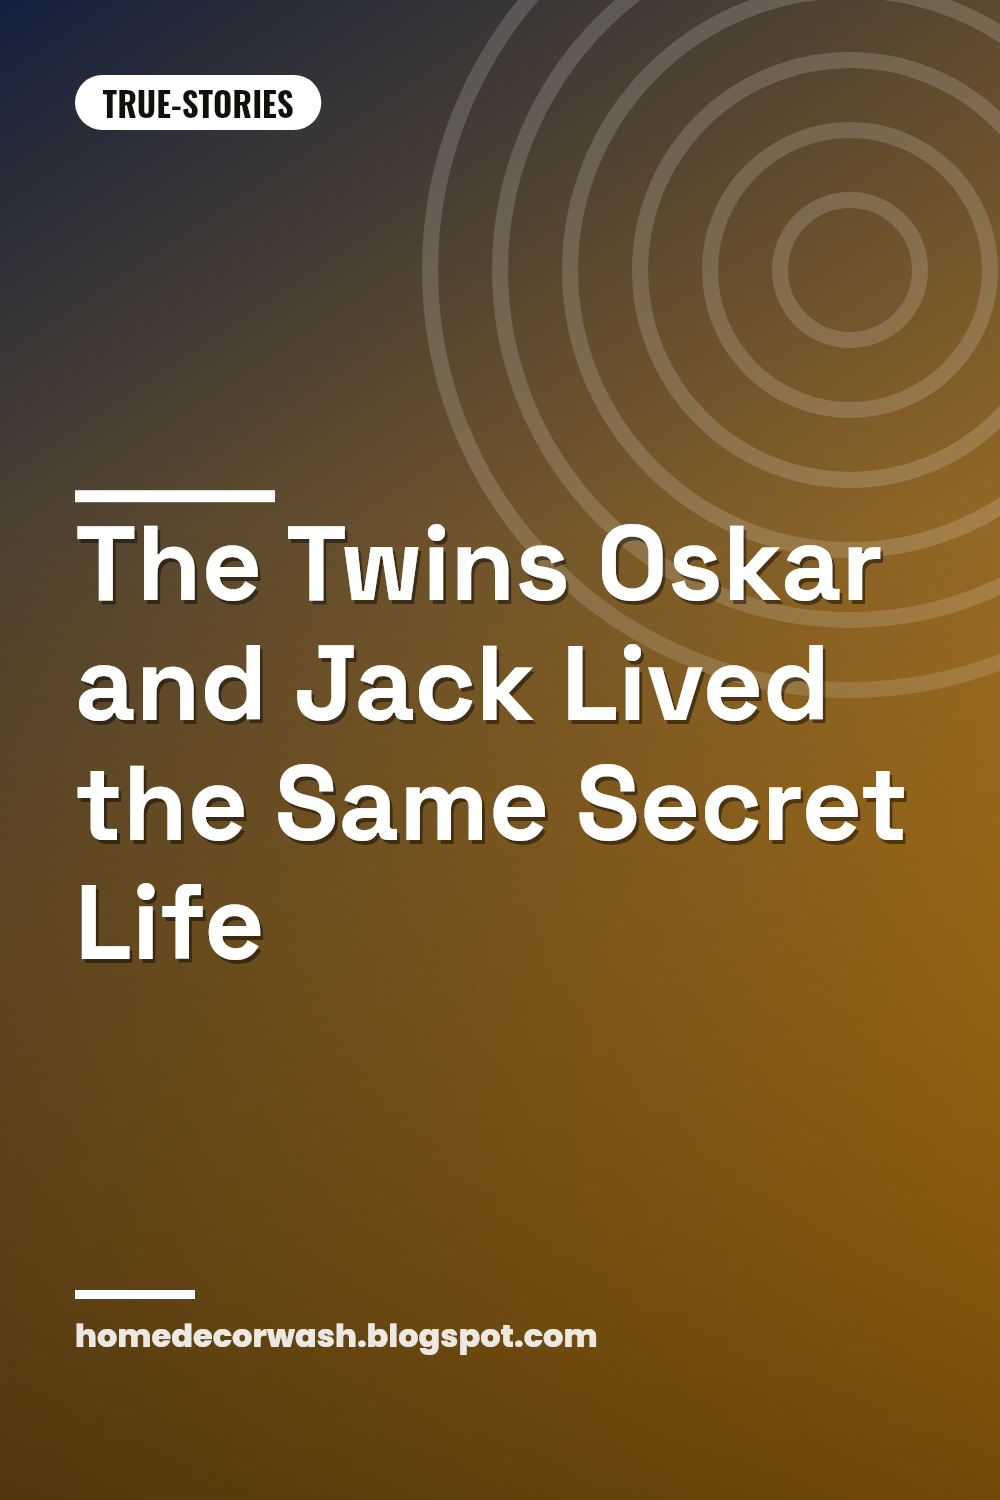 TRUE-STORIES
The Twins Oskar
and Jack Lived
the Same Secret
Life
homedecorwash.blogspot.com